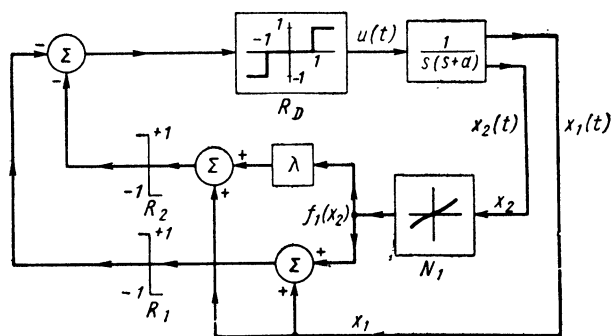 1
-1
1
-1
R_D
u(t)
1
s(s+a)
x_2(t)
x_1(t)
-
Σ
-
+1
-1
R_2
+
Σ
+
λ
f_1(x_2)
x_2
N_1
+1
-1
R_1
+
Σ
+
x_1